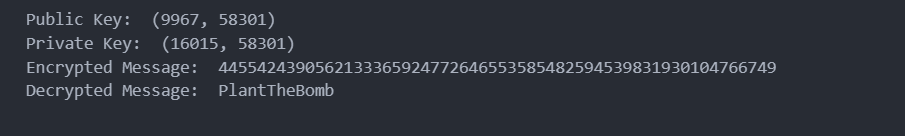 Public Key:  (9967, 58301)
Private Key:  (16015, 58301)
Encrypted Message:  4455424390562133365924772646553585482594539831930104766749
Decrypted Message:  PlantTheBomb